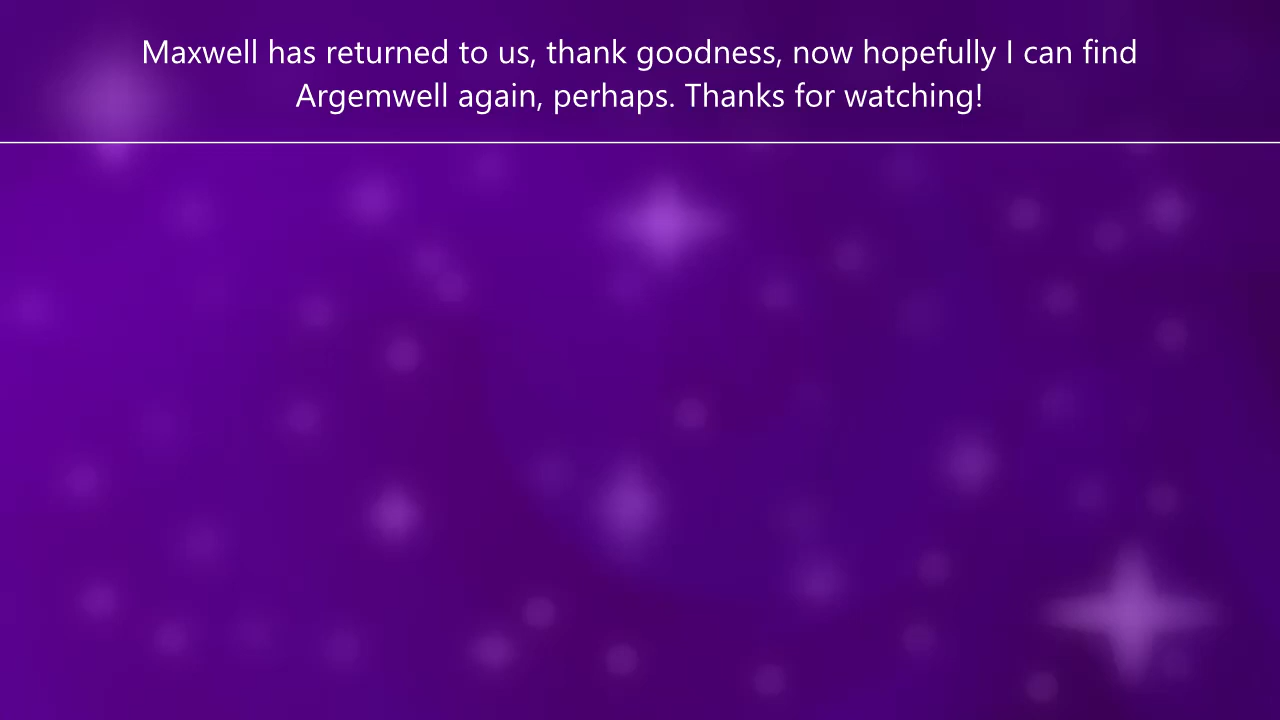 Maxwell has returned to us, thank goodness, now hopefully I can find
Argemwell again, perhaps. Thanks for watching!